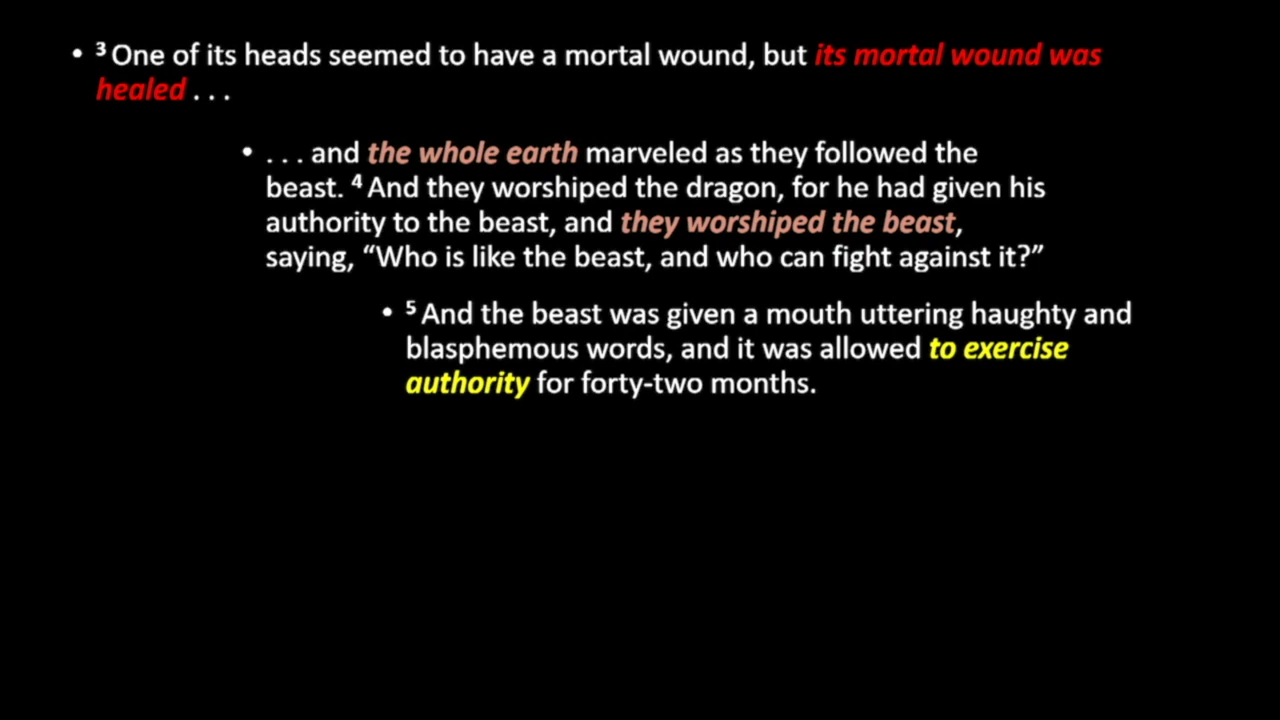 • ³ One of its heads seemed to have a mortal wound, but its mortal wound was
healed . . .
• . . . and the whole earth marveled as they followed the
beast. ⁴ And they worshiped the dragon, for he had given his
authority to the beast, and they worshiped the beast,
saying, “Who is like the beast, and who can fight against it?”
• ⁵ And the beast was given a mouth uttering haughty and
blasphemous words, and it was allowed to exercise
authority for forty-two months.